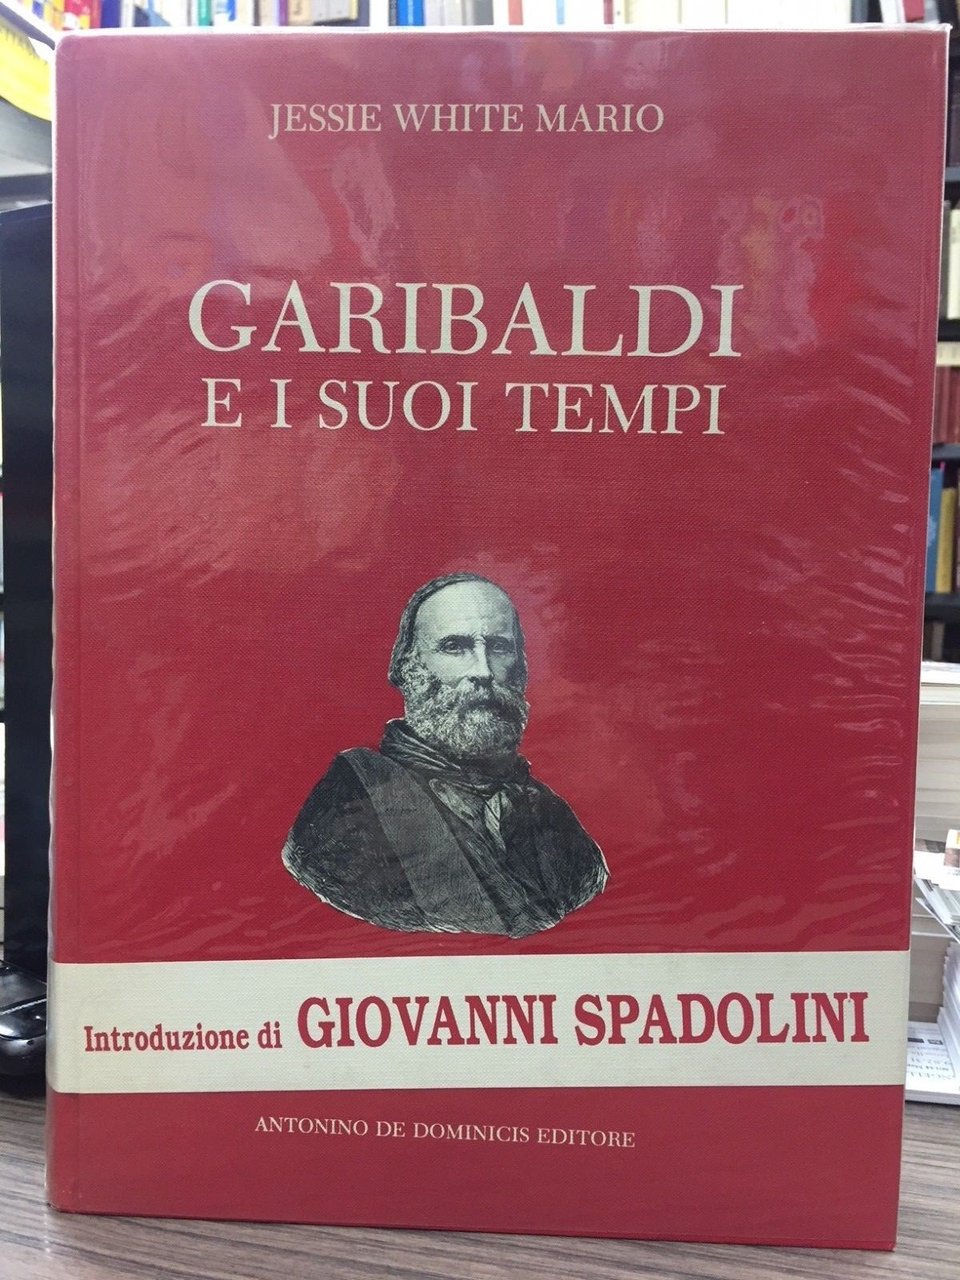 JESSIE WHITE MARIO
GARIBALDI
E I SUOI TEMPI
Introduzione di GIOVANNI SPADOLINI
ANTONINO DE DOMINICIS EDITORE